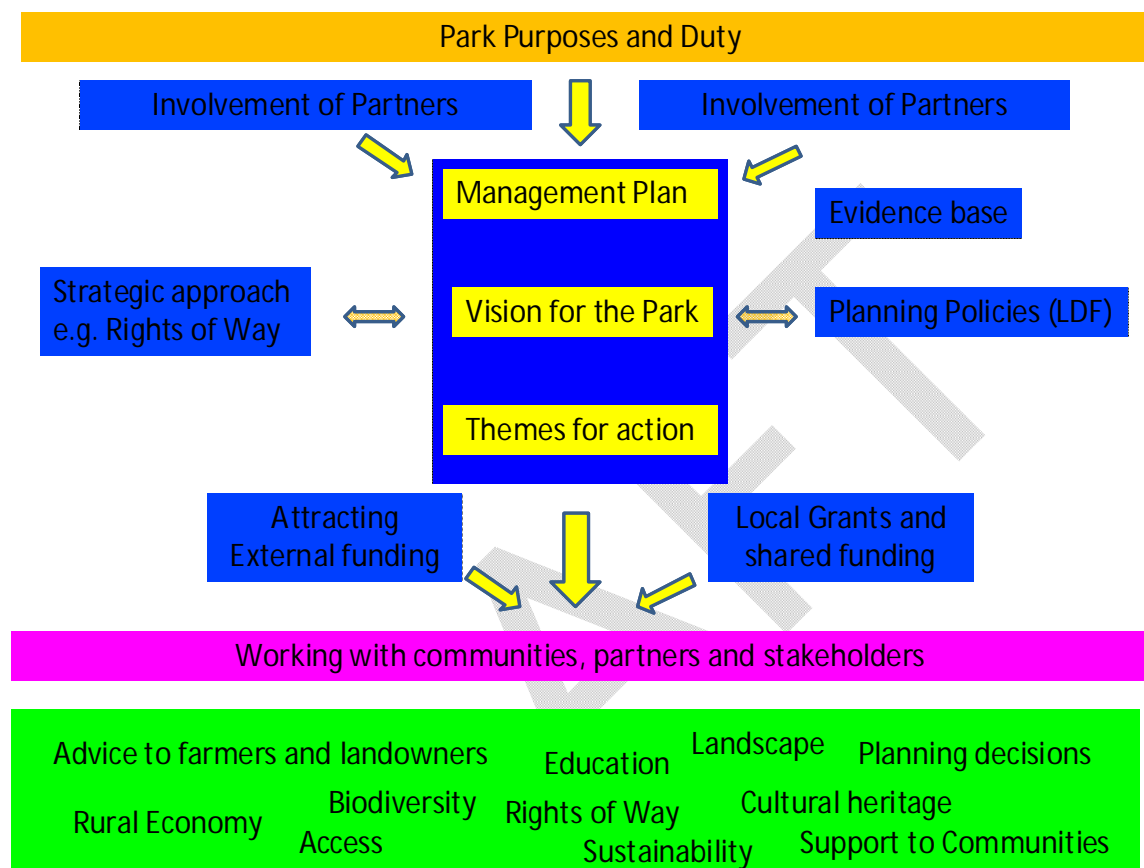 Park Purposes and Duty
Involvement of Partners
Involvement of Partners
Management Plan
Evidence base
Strategic approach
e.g. Rights of Way
Vision for the Park
Planning Policies (LDF)
Themes for action
Attracting
External funding
Local Grants and
shared funding
Working with communities, partners and stakeholders
Advice to farmers and landowners
Education
Landscape
Planning decisions
Rural Economy
Biodiversity
Access
Rights of Way
Sustainability
Cultural heritage
Support to Communities